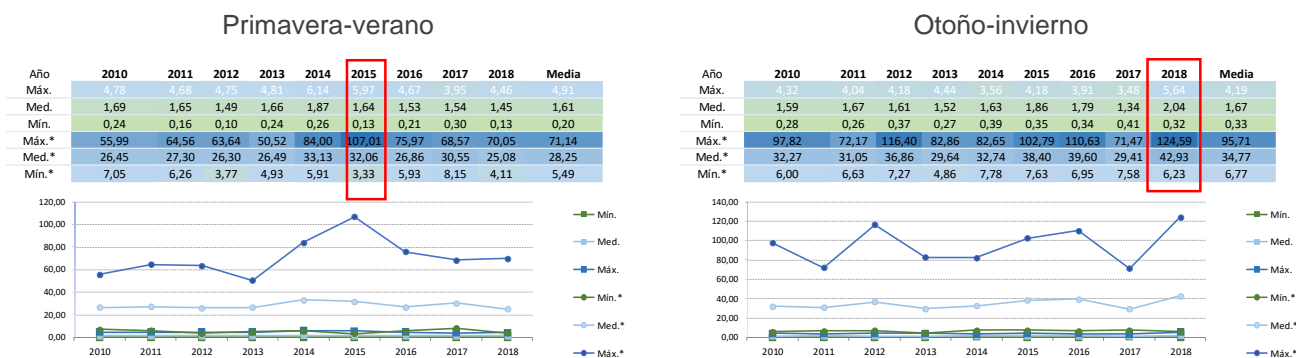 Primavera-verano
Año 2010 2011 2012 2013 2014 2015 2016 2017 2018 Media
Máx. 4,78 4,68 4,75 4,81 6,14 5,97 4,67 3,95 4,46 4,91
Med. 1,69 1,65 1,49 1,66 1,87 1,64 1,53 1,54 1,45 1,61
Mín. 0,24 0,16 0,10 0,24 0,26 0,13 0,21 0,30 0,13 0,20
Máx.* 55,99 64,56 63,64 50,52 84,00 107,01 75,97 68,57 70,05 71,14
Med.* 26,45 27,30 26,30 26,49 33,13 32,06 26,86 30,55 25,08 28,25
Mín.* 7,05 6,26 3,77 4,93 5,91 3,33 5,93 8,15 4,11 5,49
120,00
100,00
80,00
60,00
40,00
20,00
0,00
2010 2011 2012 2013 2014 2015 2016 2017 2018
Mín.
Med.
Máx.
Mín.*
Med.*
Máx.*
Otoño-invierno
Año 2010 2011 2012 2013 2014 2015 2016 2017 2018 Media
Máx. 4,32 4,04 4,18 4,44 3,56 4,18 3,91 3,48 5,64 4,19
Med. 1,59 1,67 1,61 1,52 1,63 1,86 1,79 1,34 2,04 1,67
Mín. 0,28 0,26 0,37 0,27 0,39 0,35 0,34 0,41 0,32 0,33
Máx.* 97,82 72,17 116,40 82,86 82,65 102,79 110,63 71,47 124,59 95,71
Med.* 32,27 31,05 36,86 29,64 32,74 38,40 39,60 29,41 42,93 34,77
Mín.* 6,00 6,63 7,27 4,86 7,78 7,63 6,95 7,58 6,23 6,77
140,00
120,00
100,00
80,00
60,00
40,00
20,00
0,00
2010 2011 2012 2013 2014 2015 2016 2017 2018
Mín.
Med.
Máx.
Mín.*
Med.*
Máx.*